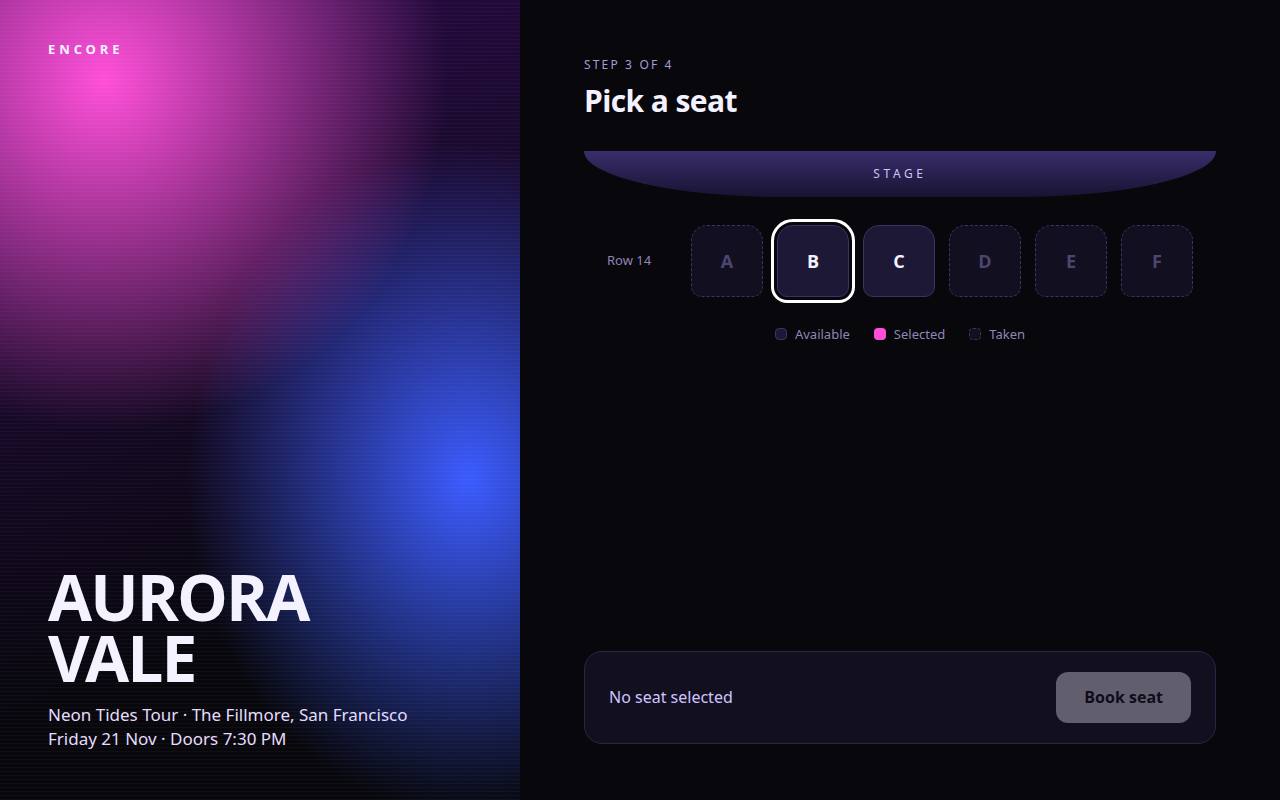 ENCORE
AURORA
VALE
Neon Tides Tour · The Fillmore, San Francisco
Friday 21 Nov · Doors 7:30 PM
STEP 3 OF 4
Pick a seat
STAGE
Row 14 A B C D E F
Available Selected Taken
No seat selected Book seat